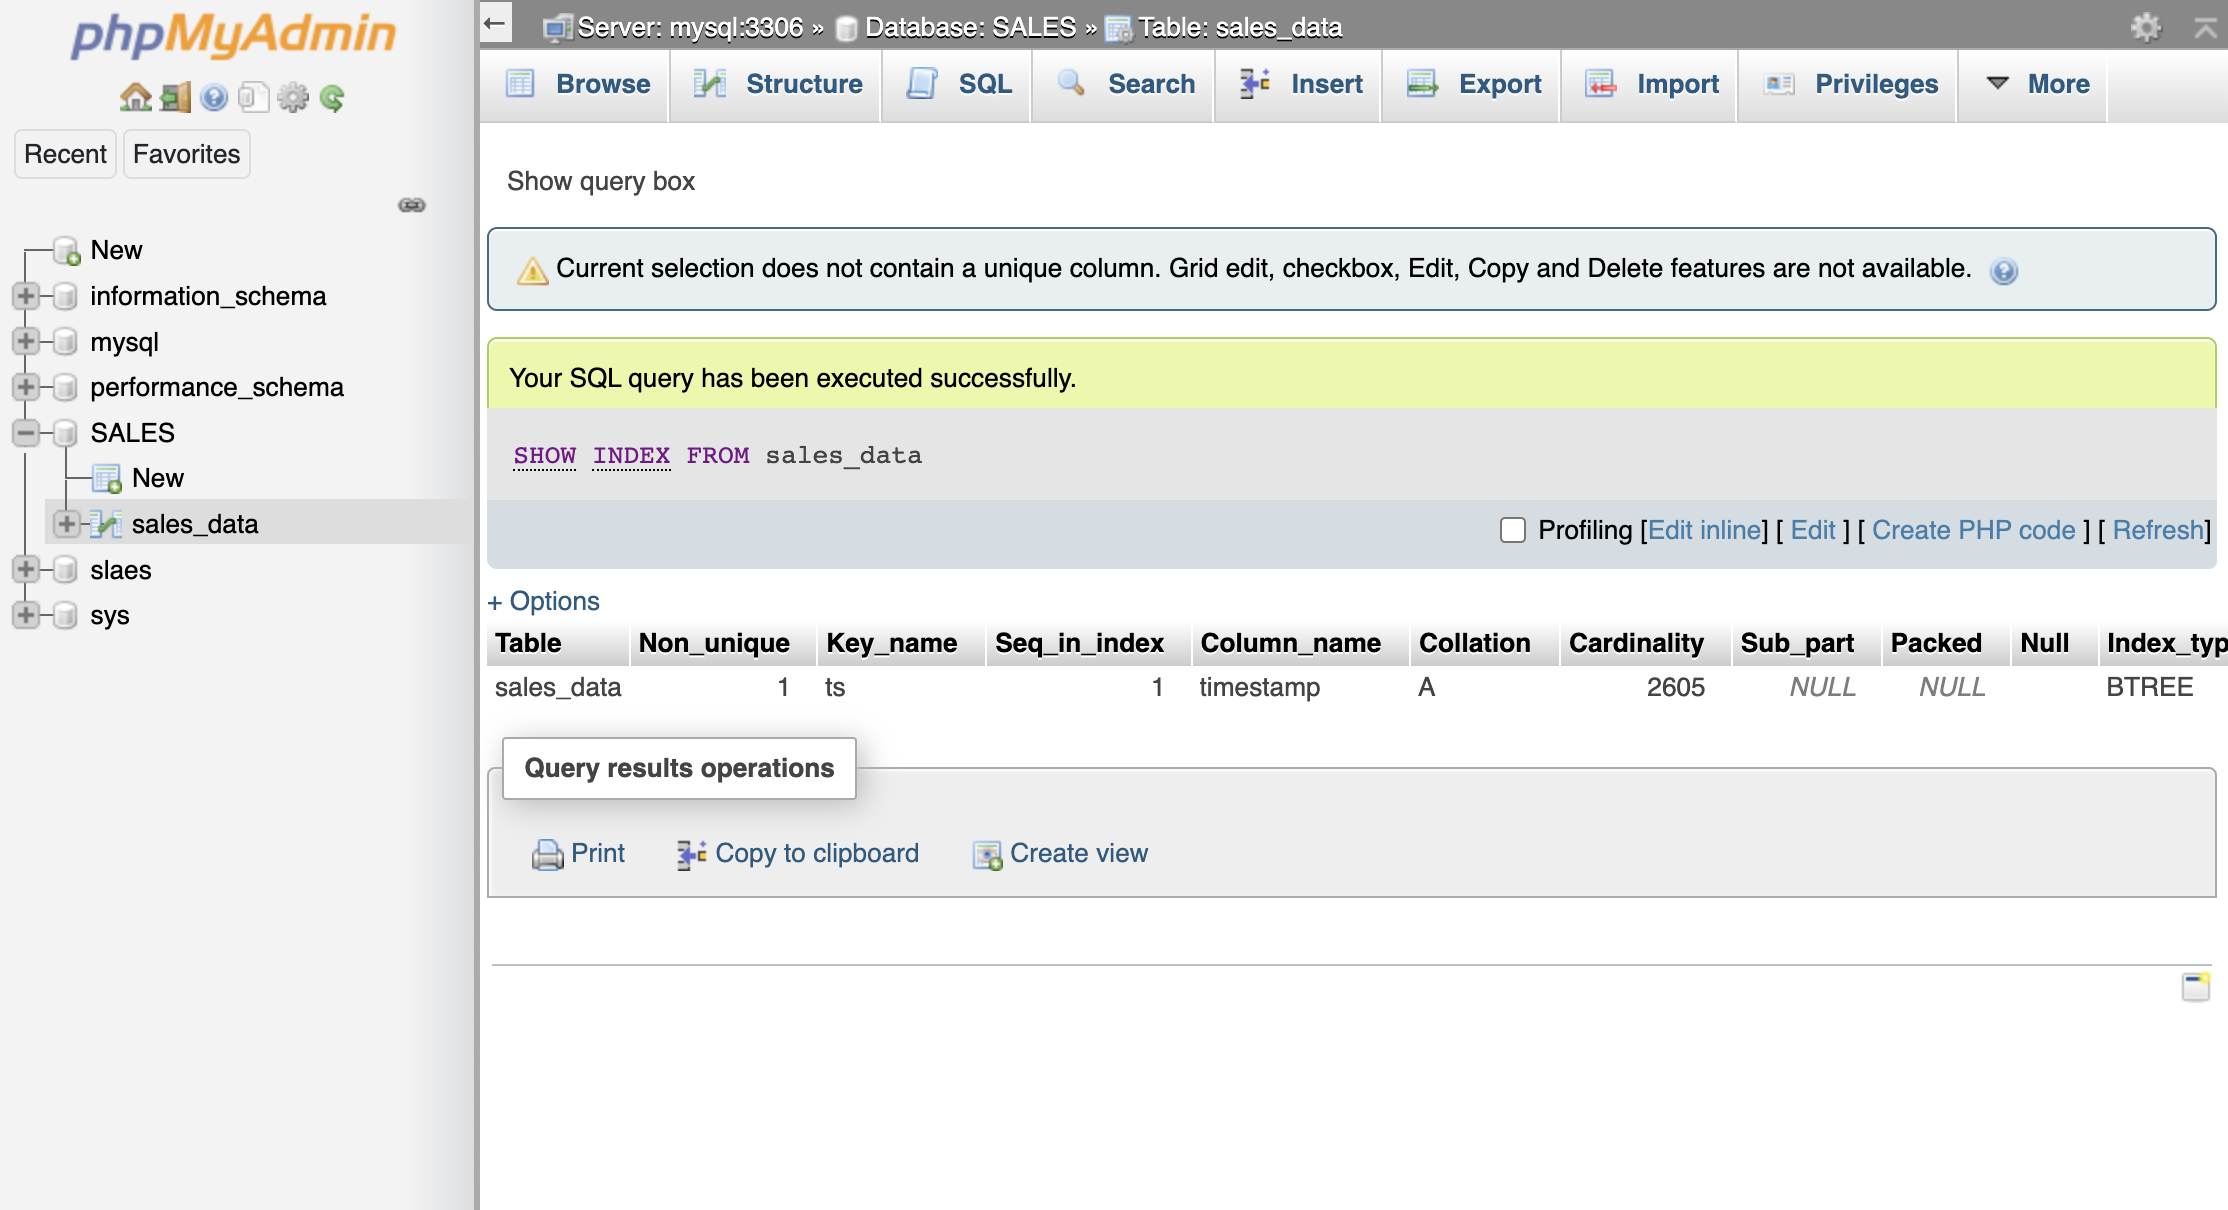 phpMyAdmin
Recent Favorites
New
information_schema
mysql
performance_schema
SALES
New
sales_data
slaes
sys
Server: mysql:3306 » Database: SALES » Table: sales_data
Browse Structure SQL Search Insert Export Import Privileges More
Show query box
Current selection does not contain a unique column. Grid edit, checkbox, Edit, Copy and Delete features are not available.
Your SQL query has been executed successfully.
SHOW INDEX FROM sales_data
Profiling [Edit inline] [ Edit ] [ Create PHP code ] [ Refresh]
+ Options
Table Non_unique Key_name Seq_in_index Column_name Collation Cardinality Sub_part Packed Null Index_typ
sales_data 1 ts 1 timestamp A 2605 NULL NULL BTREE
Query results operations
Print Copy to clipboard Create view